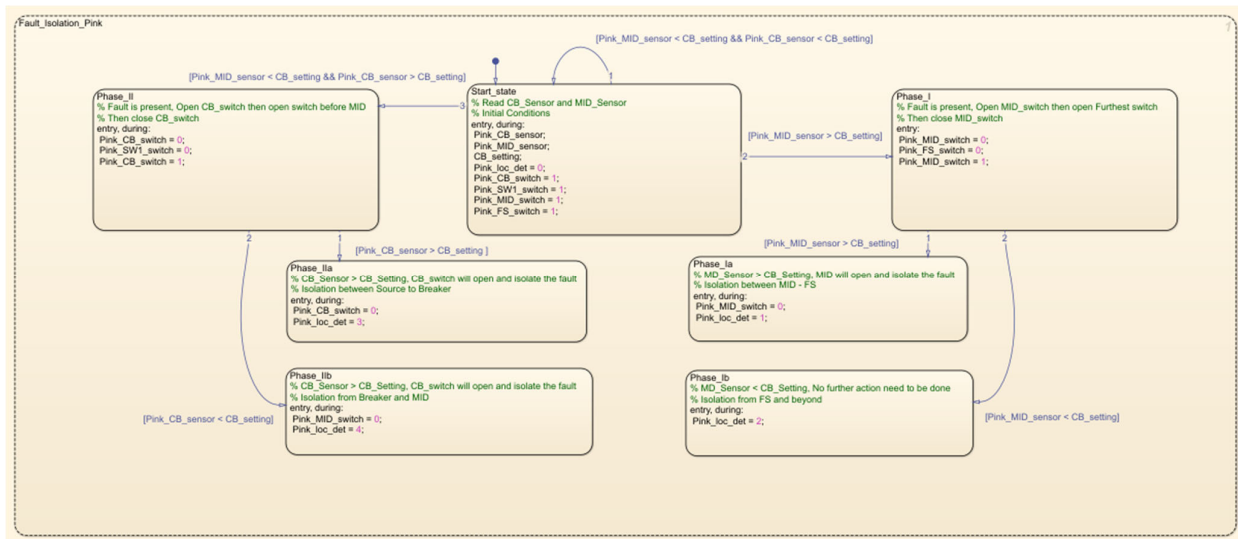 Fault_Isolation_Pink
1
[Pink_MID_sensor < CB_setting && Pink_CB_sensor < CB_setting]
1
[Pink_MID_sensor < CB_setting && Pink_CB_sensor > CB_setting]
3
Phase_II
% Fault is present, Open CB_switch then open switch before MID
% Then close CB_switch
entry, during:
Pink_CB_switch = 0;
Pink_SW1_switch = 0;
Pink_CB_switch = 1;
Start_state
% Read CB_Sensor and MID_Sensor
% Initial Conditions
entry, during:
Pink_CB_sensor;
Pink_MID_sensor;
CB_setting;
Pink_loc_det = 0;
Pink_CB_switch = 1;
Pink_SW1_switch = 1;
Pink_MID_switch = 1;
Pink_FS_switch = 1;
[Pink_MID_sensor > CB_setting]
2
Phase_I
% Fault is present, Open MID_switch then open Furthest switch
% Then close MID_switch
entry:
Pink_MID_switch = 0;
Pink_FS_switch = 0;
Pink_MID_switch = 1;
2
1
[Pink_CB_sensor > CB_setting ]
[Pink_MID_sensor > CB_setting]
1
2
Phase_IIa
% CB_Sensor > CB_Setting, CB_switch will open and isolate the fault
% Isolation between Source to Breaker
entry, during:
Pink_CB_switch = 0;
Pink_loc_det = 3;
Phase_Ia
% MD_Sensor > CB_Setting, MID will open and isolate the fault
% Isolation between MID - FS
entry, during:
Pink_MID_switch = 0;
Pink_loc_det = 1;
Phase_IIb
% CB_Sensor > CB_Setting, CB_switch will open and isolate the fault
% Isolation from Breaker and MID
entry, during:
Pink_MID_switch = 0;
Pink_loc_det = 4;
[Pink_CB_sensor < CB_setting]
Phase_Ib
% MD_Sensor < CB_Setting, No further action need to be done
% Isolation from FS and beyond
entry, during:
Pink_loc_det = 2;
[Pink_MID_sensor < CB_setting]